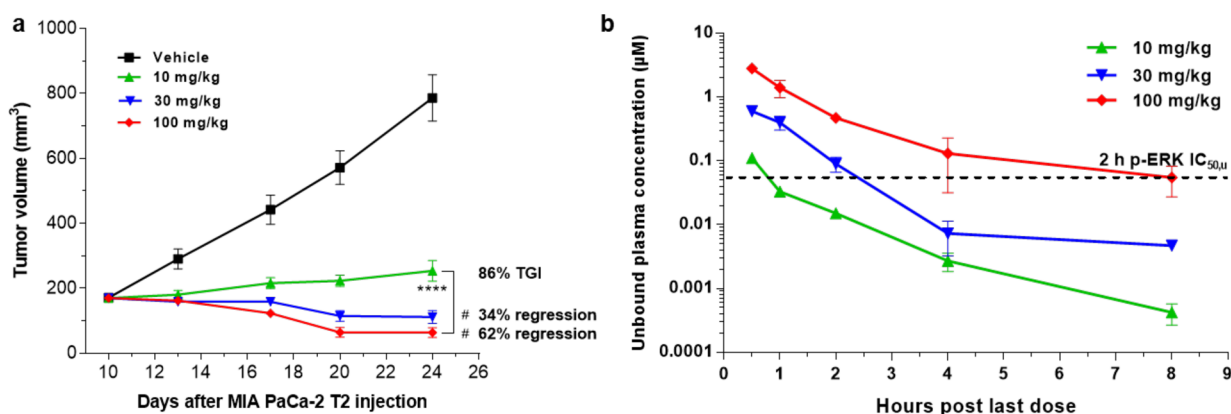 a
1000
800
600
400
200
0
Tumor volume (mm³)
Vehicle
10 mg/kg
30 mg/kg
100 mg/kg
86% TGI
****
# 34% regression
# 62% regression
10 12 14 16 18 20 22 24 26
Days after MIA PaCa-2 T2 injection
b
10
1
0.1
0.01
0.001
0.0001
Unbound plasma concentration (µM)
10 mg/kg
30 mg/kg
100 mg/kg
2 h p-ERK IC50,u
0 1 2 3 4 5 6 7 8 9
Hours post last dose